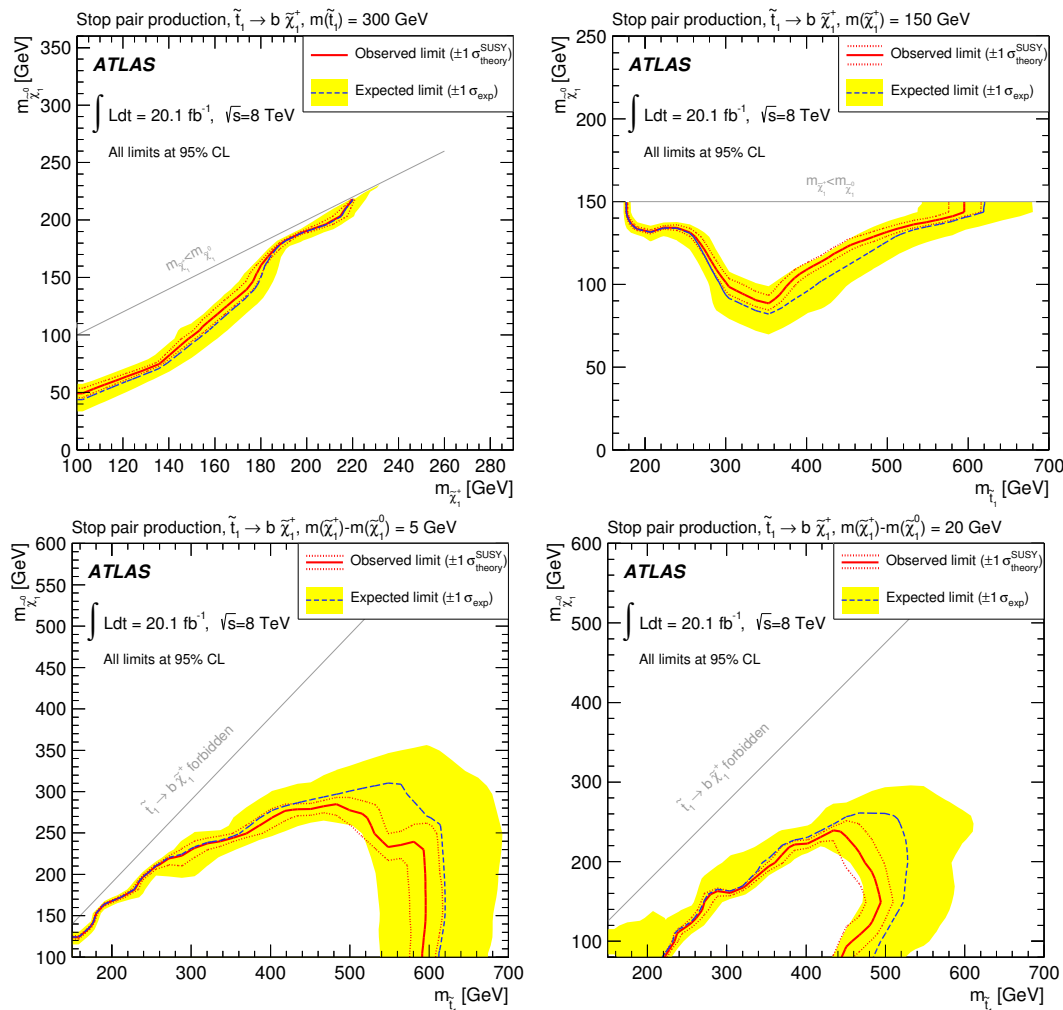 Stop pair production, t̃₁ → b χ̃₁⁺, m(t̃₁) = 300 GeV
m_χ̃₁⁰ [GeV]
350
300
250
200
150
100
50
0
ATLAS
Observed limit (±1 σ_theory^SUSY)
Expected limit (±1 σ_exp)
∫ Ldt = 20.1 fb⁻¹, √s=8 TeV
All limits at 95% CL
m_χ̃₁⁺<m_χ̃₁⁰
100 120 140 160 180 200 220 240 260 280
m_χ̃₁⁺ [GeV]
Stop pair production, t̃₁ → b χ̃₁⁺, m(χ̃₁⁺) = 150 GeV
m_χ̃₁⁰ [GeV]
250
200
150
100
50
0
ATLAS
Observed limit (±1 σ_theory^SUSY)
Expected limit (±1 σ_exp)
∫ Ldt = 20.1 fb⁻¹, √s=8 TeV
All limits at 95% CL
m_χ̃₁⁺<m_χ̃₁⁰
200 300 400 500 600 700
m_t̃₁ [GeV]
Stop pair production, t̃₁ → b χ̃₁⁺, m(χ̃₁⁺)-m(χ̃₁⁰) = 5 GeV
m_χ̃₁⁰ [GeV]
600
550
500
450
400
350
300
250
200
150
100
ATLAS
Observed limit (±1 σ_theory^SUSY)
Expected limit (±1 σ_exp)
∫ Ldt = 20.1 fb⁻¹, √s=8 TeV
All limits at 95% CL
t̃₁ → b χ̃₁⁺ forbidden
200 300 400 500 600 700
m_t̃ [GeV]
Stop pair production, t̃₁ → b χ̃₁⁺, m(χ̃₁⁺)-m(χ̃₁⁰) = 20 GeV
m_χ̃₁⁰ [GeV]
500
400
300
200
100
ATLAS
Observed limit (±1 σ_theory^SUSY)
Expected limit (±1 σ_exp)
∫ Ldt = 20.1 fb⁻¹, √s=8 TeV
All limits at 95% CL
t̃₁ → b χ̃₁⁺ forbidden
100 200 300 400 500 600 700
m_t̃ [GeV]